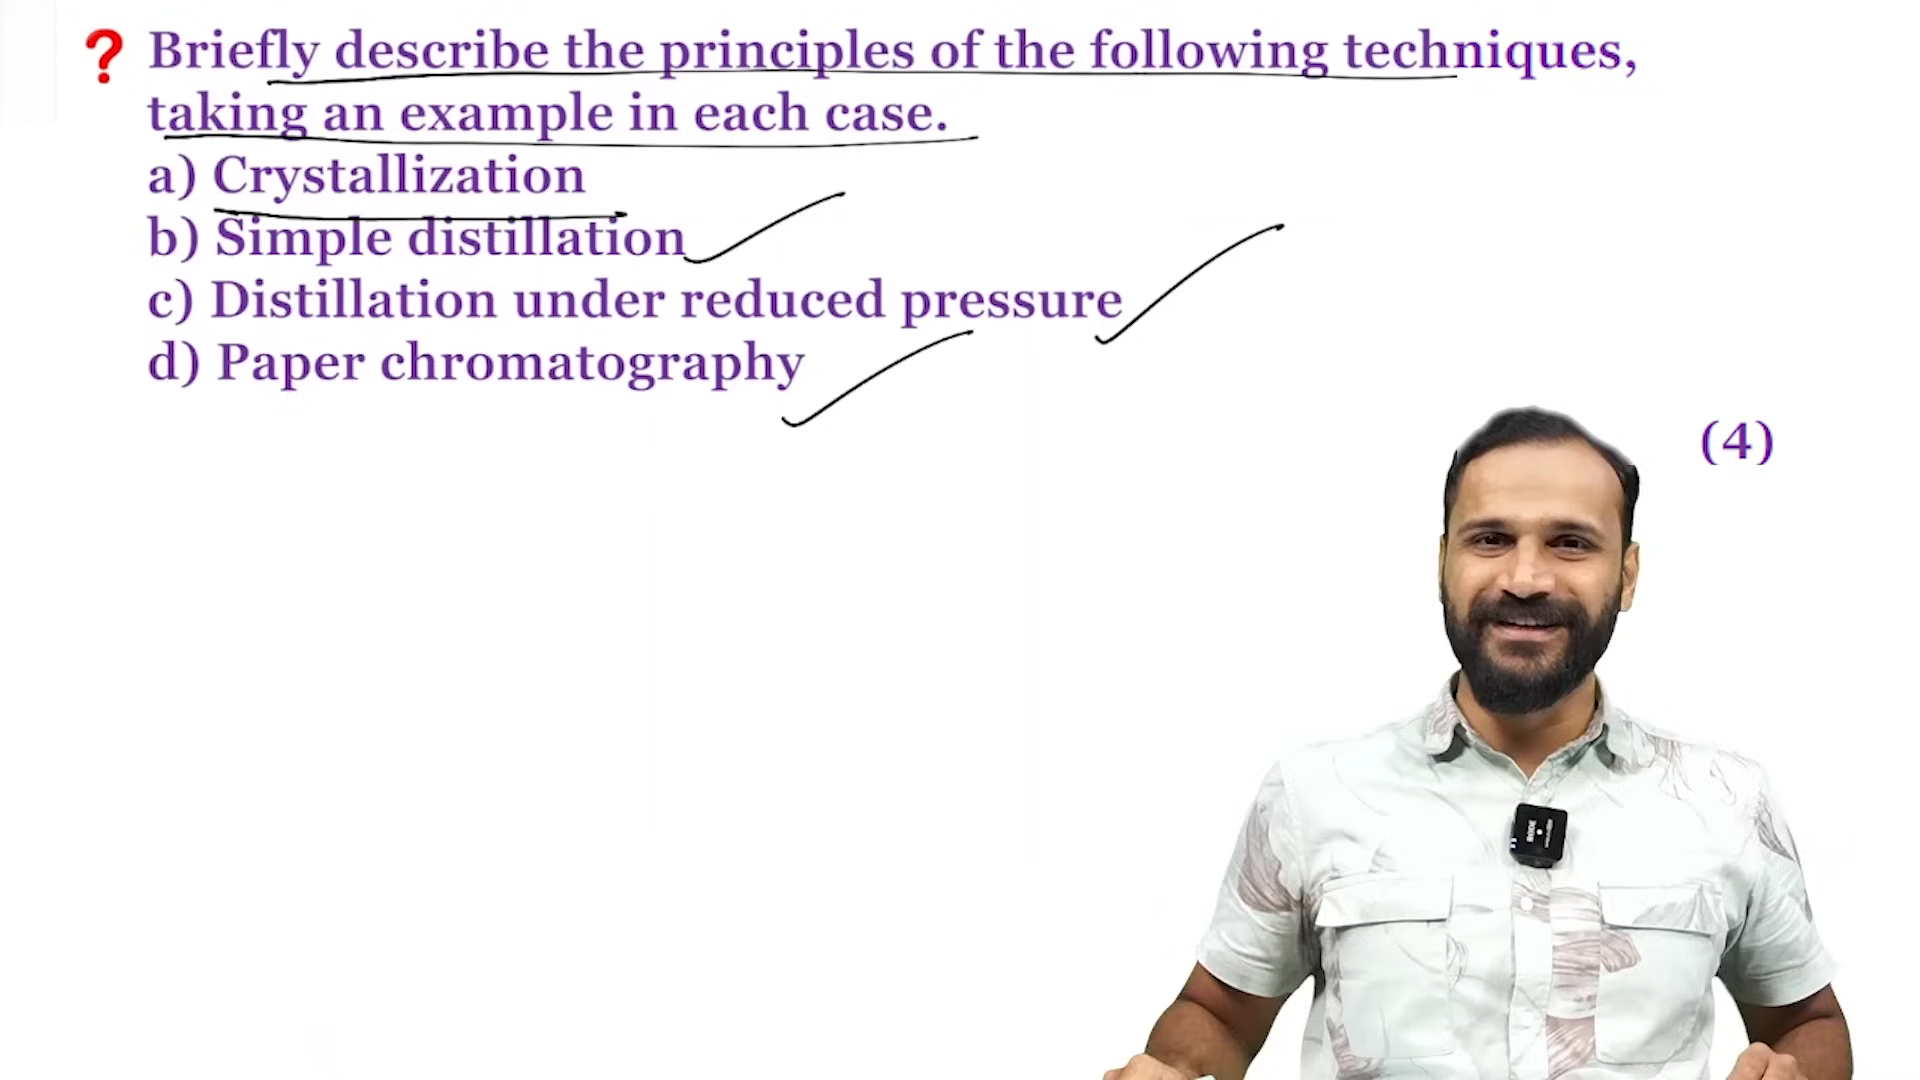 ❓ Briefly describe the principles of the following techniques,
taking an example in each case.
a) Crystallization
b) Simple distillation
c) Distillation under reduced pressure
d) Paper chromatography
(4)
RODE